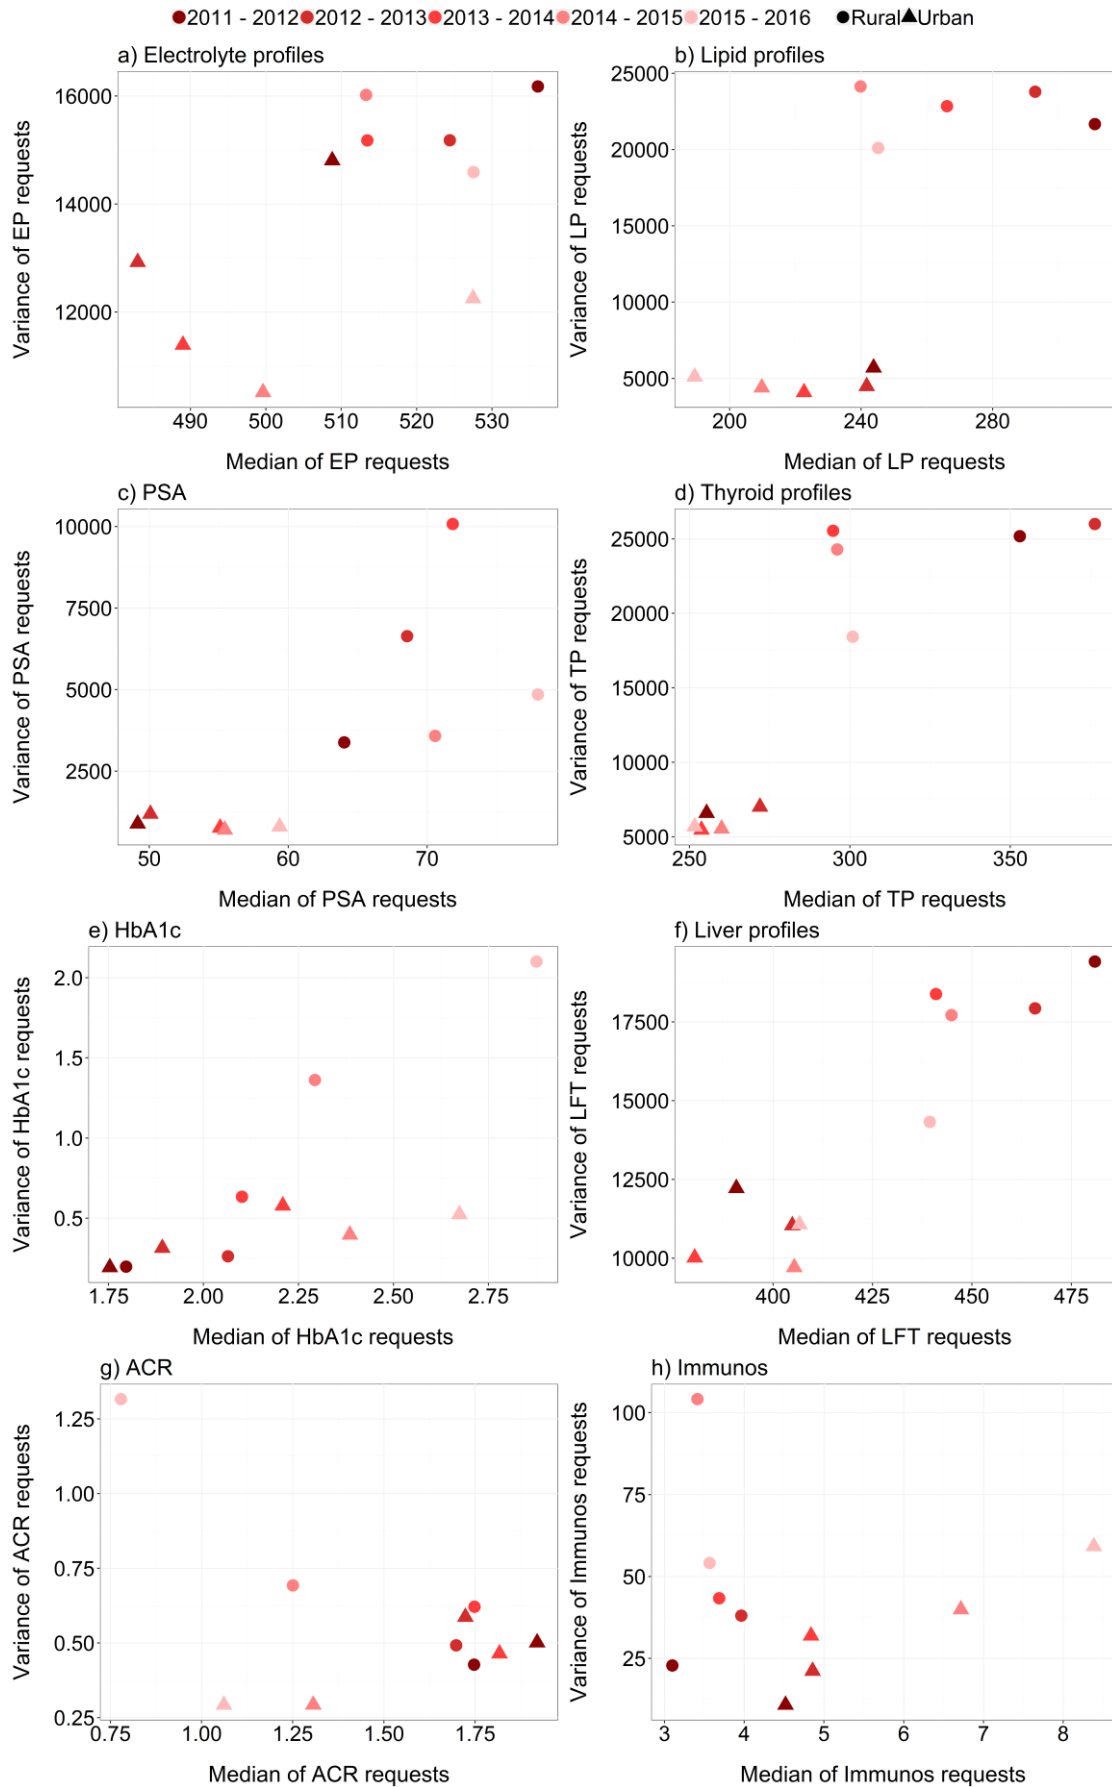 2011 - 2012 2012 - 2013 2013 - 2014 2014 - 2015 2015 - 2016 Rural Urban
a) Electrolyte profiles
Variance of EP requests
16000
14000
12000
490 500 510 520 530
Median of EP requests
b) Lipid profiles
Variance of LP requests
25000
20000
15000
10000
5000
200 240 280
Median of LP requests
c) PSA
Variance of PSA requests
10000
7500
5000
2500
50 60 70
Median of PSA requests
d) Thyroid profiles
Variance of TP requests
25000
20000
15000
10000
5000
250 300 350
Median of TP requests
e) HbA1c
Variance of HbA1c requests
2.0
1.5
1.0
0.5
1.75 2.00 2.25 2.50 2.75
Median of HbA1c requests
f) Liver profiles
Variance of LFT requests
17500
15000
12500
10000
400 425 450 475
Median of LFT requests
g) ACR
Variance of ACR requests
1.25
1.00
0.75
0.50
0.25
0.75 1.00 1.25 1.50 1.75
Median of ACR requests
h) Immunos
Variance of Immunos requests
100
75
50
25
3 4 5 6 7 8
Median of Immunos requests